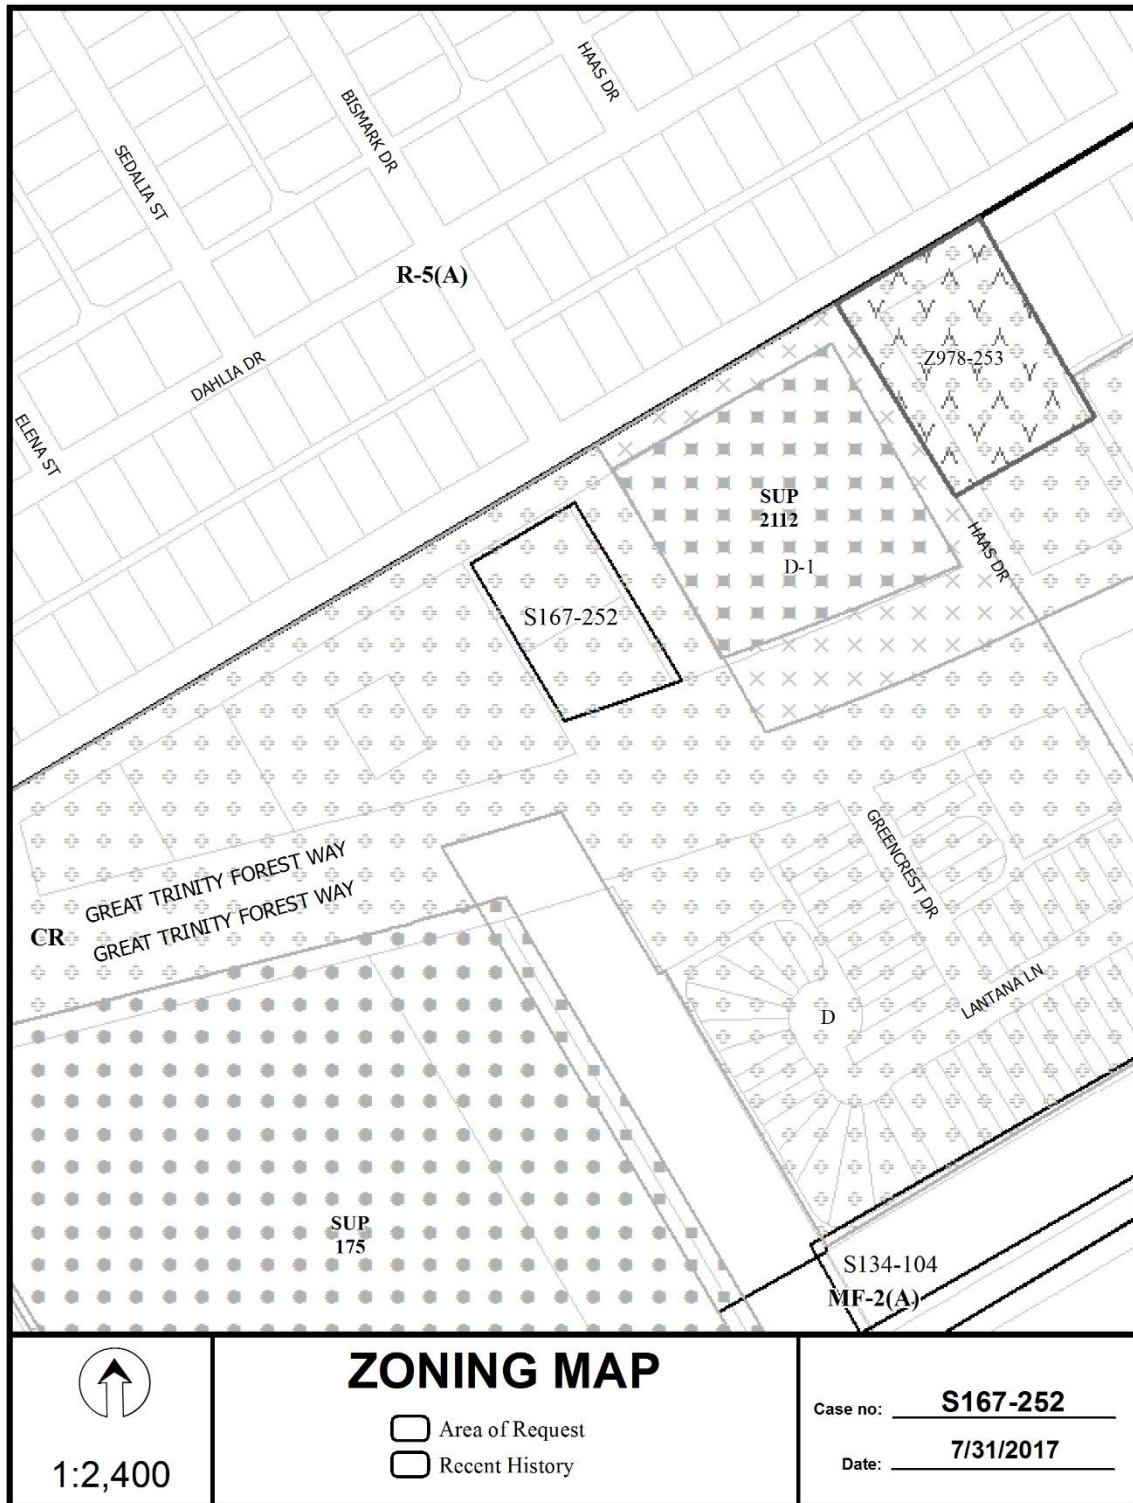 HAAS DR
BISMARK DR
SEDALIA ST
R-5(A)
Z978-253
DAHLIA DR
ELENA ST
SUP
2112
D-1
HAAS DR
S167-252
GREENCREST DR
GREAT TRINITY FOREST WAY
GREAT TRINITY FOREST WAY
CR
LANTANA LN
D
SUP
175
S134-104
MF-2(A)
1:2,400
ZONING MAP
Area of Request
Recent History
Case no: S167-252
Date: 7/31/2017